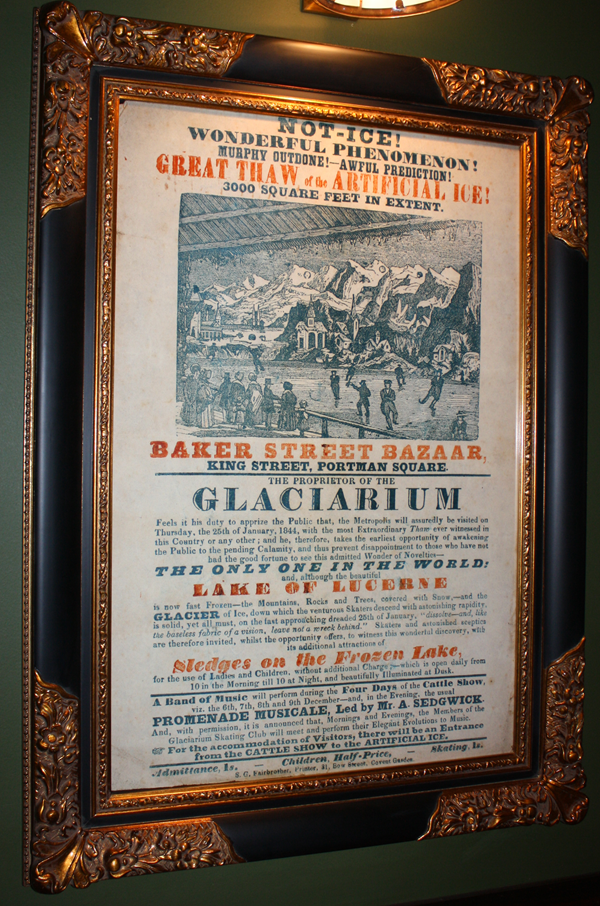 NOT-ICE!
WONDERFUL PHENOMENON!
MURPHY OUTDONE!—AWFUL PREDICTION!
GREAT THAW of the ARTIFICIAL ICE!
3000 SQUARE FEET IN EXTENT.
BAKER STREET BAZAAR,
KING STREET, PORTMAN SQUARE.
THE PROPRIETOR OF THE
GLACIARIUM
Feels it his duty to apprize the Public that, the Metropolis will assuredly be visited on
Thursday, the 25th of January, 1844, with the most Extraordinary Thaw ever witnessed in
this Country or any other; and he, therefore, takes the earliest opportunity of awakening
the Public to the pending Calamity, and thus prevent disappointment to those who have not
had the good fortune to see this admitted Wonder of Novelties—
THE ONLY ONE IN THE WORLD:
and, although the beautiful
LAKE OF LUCERNE
is now fast Frozen—the Mountains, Rocks and Trees, covered with Snow,—and the
GLACIER of Ice, down which the venturous Skaters descend with astonishing rapidity,
is solid, yet all must, on the fast approaching dreaded 25th of January, "dissolve—and, like
the baseless fabric of a vision, leave not a wreck behind." Skaters and astonished sceptics
are therefore invited, whilst the opportunity offers, to witness this wonderful discovery, with
its additional attractions of
Sledges on the Frozen Lake,
for the use of Ladies and Children, without additional Charge;—which is open daily from
10 in the Morning till 10 at Night, and beautifully Illuminated at Dusk.
A Band of Music will perform during the Four Days of the Cattle Show,
viz. the 6th, 7th, 8th and 9th December—and, in the Evening, the usual
PROMENADE MUSICALE, Led by Mr. A. SEDGWICK
And, with permission, it is announced that, Mornings and Evenings, the Members of the
Glaciarium Skating Club will meet and perform their Elegant Evolutions to Music.
☞ For the accommodation of Visitors, there will be an Entrance
from the CATTLE SHOW to the ARTIFICIAL ICE.
Admittance, 1s. — Children, Half-Price, — Skating, 1s.
S. G. Fairbrother, Printer, 31, Bow Street, Covent Garden.